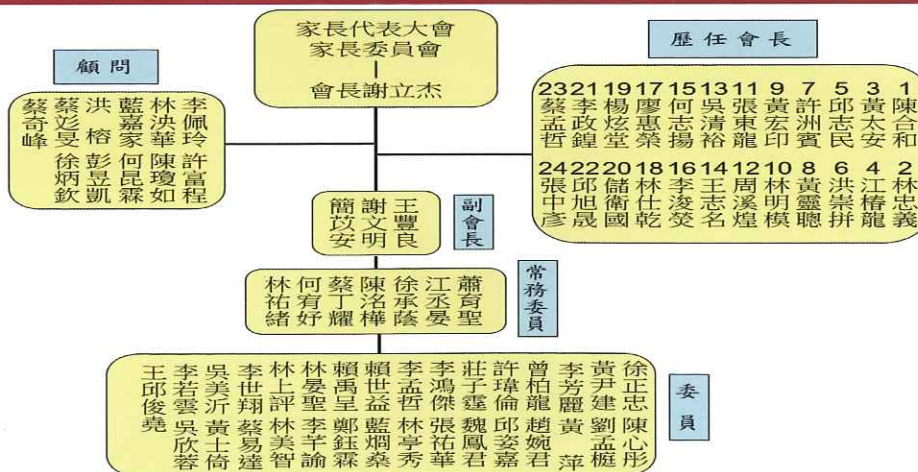 家長代表大會
家長委員會
會長謝立杰
顧問
李佩玲 許富程
林泱華 陳瓊如
藍嘉家 何昆霖
洪榕 彭昱凱
蔡彣旻 徐炳欽
蔡奇峰
歷任會長
1 陳合和
3 黃太安
5 邱志民
7 許洲賓
9 黃宏印
11 張東龍
13 吳清裕
15 何志揚
17 廖惠榮
19 楊炫堂
21 李政鍠
23 蔡孟哲
2 林忠義
4 江椿龍
6 洪崇拼
8 黃靈聰
10 林明模
12 周溪煌
14 王志名
16 李浚熒
18 林仕乾
20 儲衛國
22 邱旭晟
24 張中彥
副會長
王豐良
謝文明
簡苡安
常務委員
蕭育聖
江丞晏
徐承蔭
陳洺樺
蔡丁耀
何宥妤
林祐緒
委員
徐正忠 陳心彤
黃尹建 劉孟梃
李芳麗 黃萍
曾柏龍 趙婉君
許瑋倫 邱姿嘉
莊子霆 魏鳳君
李鴻傑 張祐華
李孟哲 林亭秀
賴世益 藍烱燊
賴禹呈 鄭鈺霖
林晏聖 李芊諭
林上評 林美智
李世翔 蔡易達
吳美沂 黃士倚
李若雲 吳欣蓉
王邱俊堯